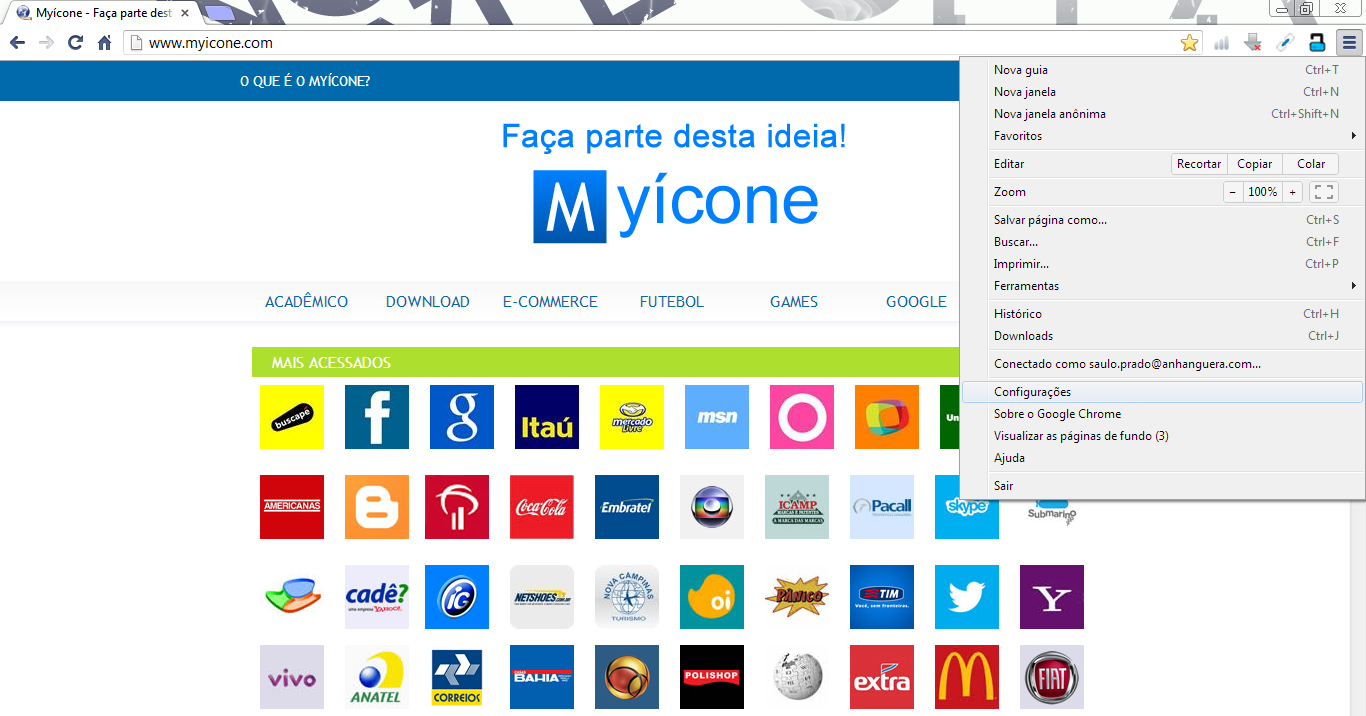 Myícone - Faça parte dest
www.myicone.com
O QUE É O MYÍCONE?
Faça parte desta ideia!
Myícone
ACADÊMICO DOWNLOAD E-COMMERCE FUTEBOL GAMES GOOGLE
MAIS ACESSADOS
buscapé
f
g
Itaú
mercado
livre
msn
Un
AMERICANAS
B
Coca-Cola
Embratel
ICAMP
MARCAS E PATENTES
A MARCA DAS MARCAS
Pacall
skype
Submarino
cadê?
uma empresa YAHOO!
iG
NETSHOES.com.br
NOVA CAMPINAS
TURISMO
oi
PÂNICO
TIM
Você, sem fronteiras.
Y
vivo
ANATEL
CORREIOS
CASAS
BAHIA
POLISHOP
extra
M
FIAT
Nova guia Ctrl+T
Nova janela Ctrl+N
Nova janela anônima Ctrl+Shift+N
Favoritos
Editar Recortar Copiar Colar
Zoom − 100% +
Salvar página como... Ctrl+S
Buscar... Ctrl+F
Imprimir... Ctrl+P
Ferramentas
Histórico Ctrl+H
Downloads Ctrl+J
Conectado como saulo.prado@anhanguera.com...
Configurações
Sobre o Google Chrome
Visualizar as páginas de fundo (3)
Ajuda
Sair